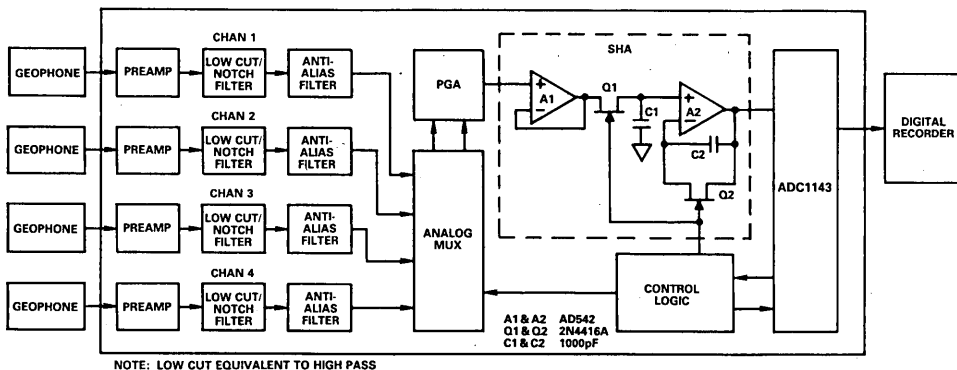 CHAN 1
GEOPHONE
PREAMP
LOW CUT/
NOTCH
FILTER
ANTI-
ALIAS
FILTER
CHAN 2
GEOPHONE
PREAMP
LOW CUT/
NOTCH
FILTER
ANTI-
ALIAS
FILTER
CHAN 3
GEOPHONE
PREAMP
LOW CUT/
NOTCH
FILTER
ANTI-
ALIAS
FILTER
CHAN 4
GEOPHONE
PREAMP
LOW CUT/
NOTCH
FILTER
ANTI-
ALIAS
FILTER
PGA
ANALOG
MUX
SHA
+
A1
−
Q1
C1
+
A2
−
C2
Q2
CONTROL
LOGIC
ADC1143
DIGITAL
RECORDER
A1 & A2 AD542
Q1 & Q2 2N4416A
C1 & C2 1000pF
NOTE: LOW CUT EQUIVALENT TO HIGH PASS